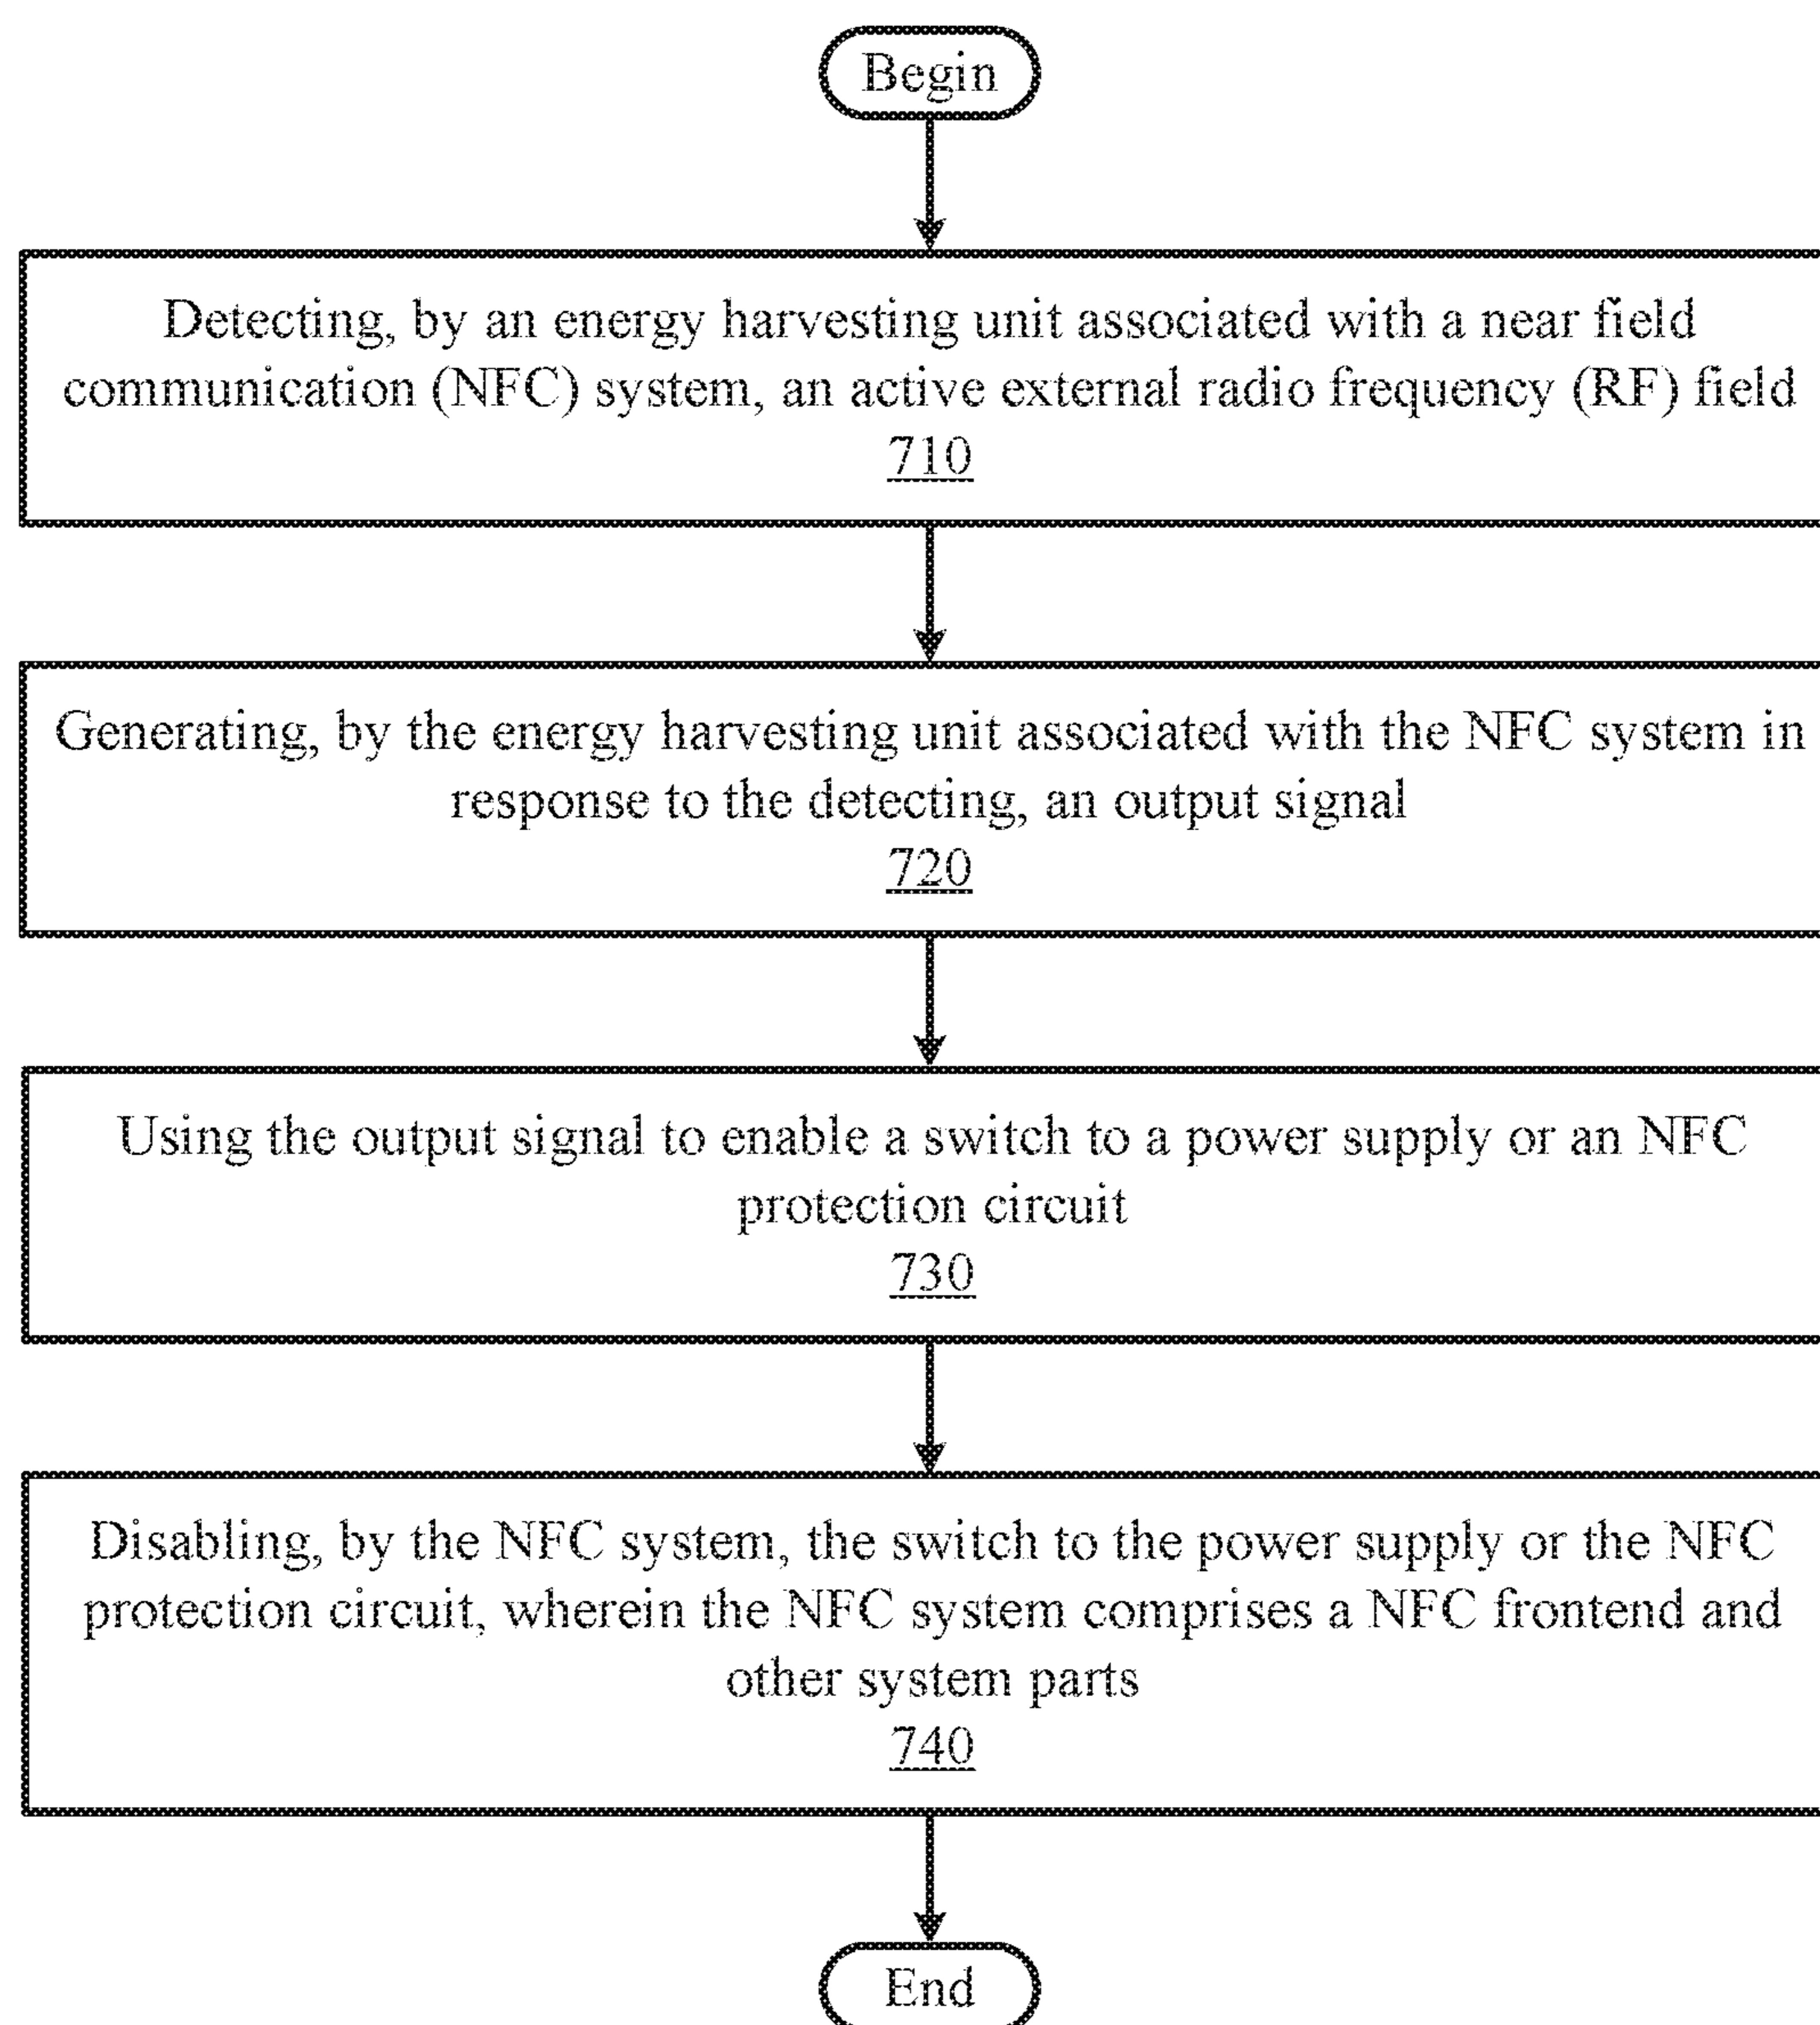 Begin
Detecting, by an energy harvesting unit associated with a near field
communication (NFC) system, an active external radio frequency (RF) field
710
Generating, by the energy harvesting unit associated with the NFC system in
response to the detecting, an output signal
720
Using the output signal to enable a switch to a power supply or an NFC
protection circuit
730
Disabling, by the NFC system, the switch to the power supply or the NFC
protection circuit, wherein the NFC system comprises a NFC frontend and
other system parts
740
End